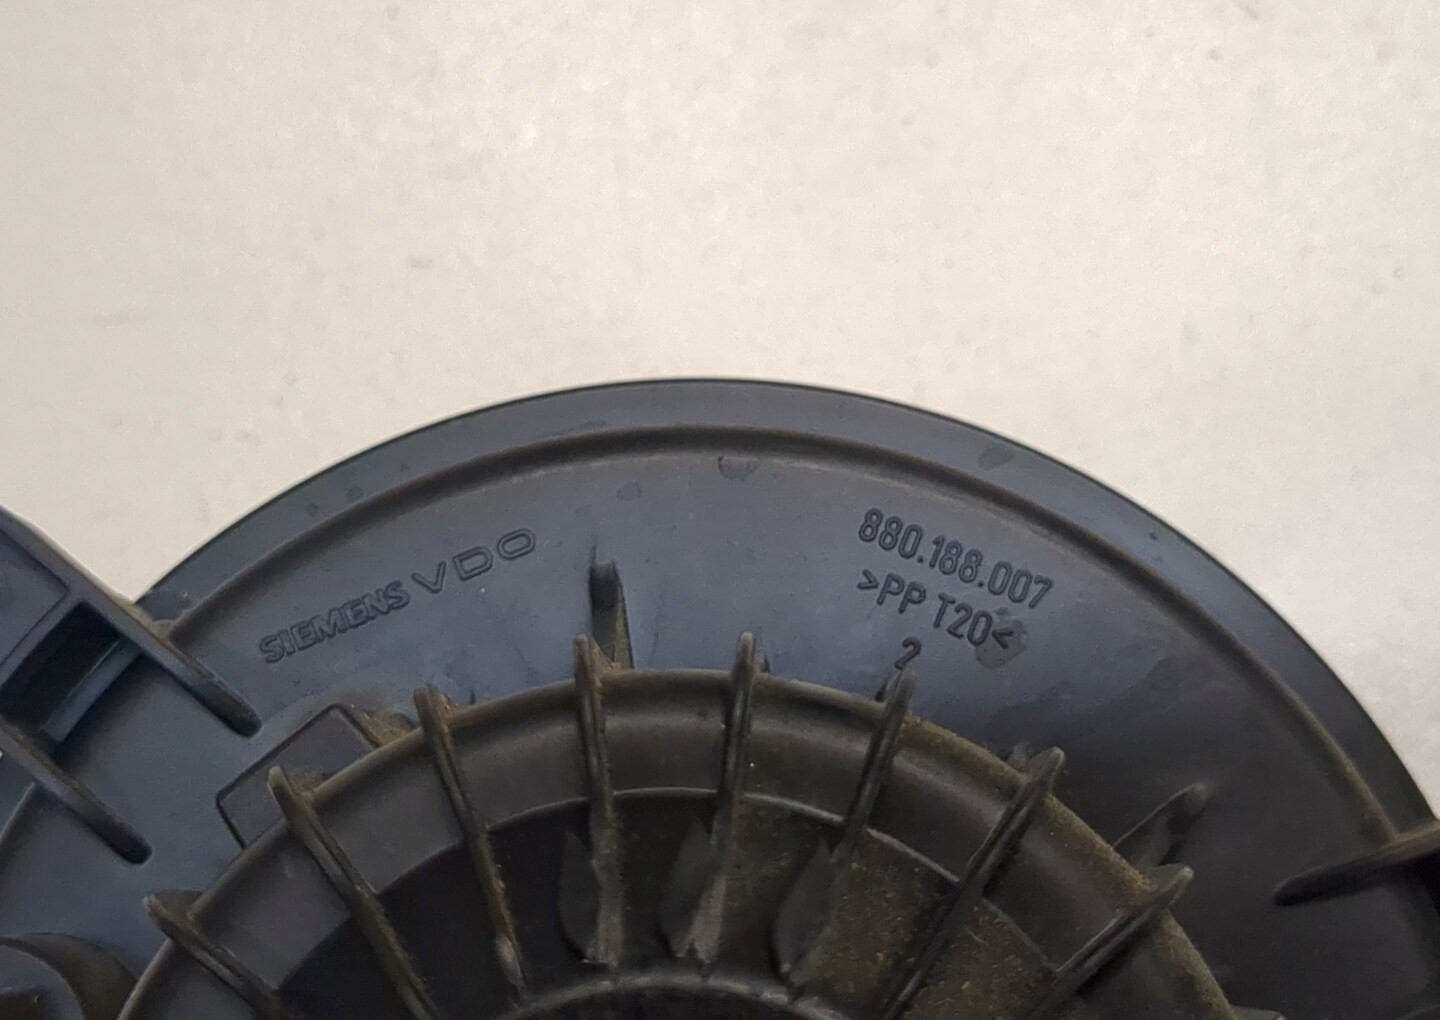 SIEMENS VDO
880.188.007
>PP T20<
2